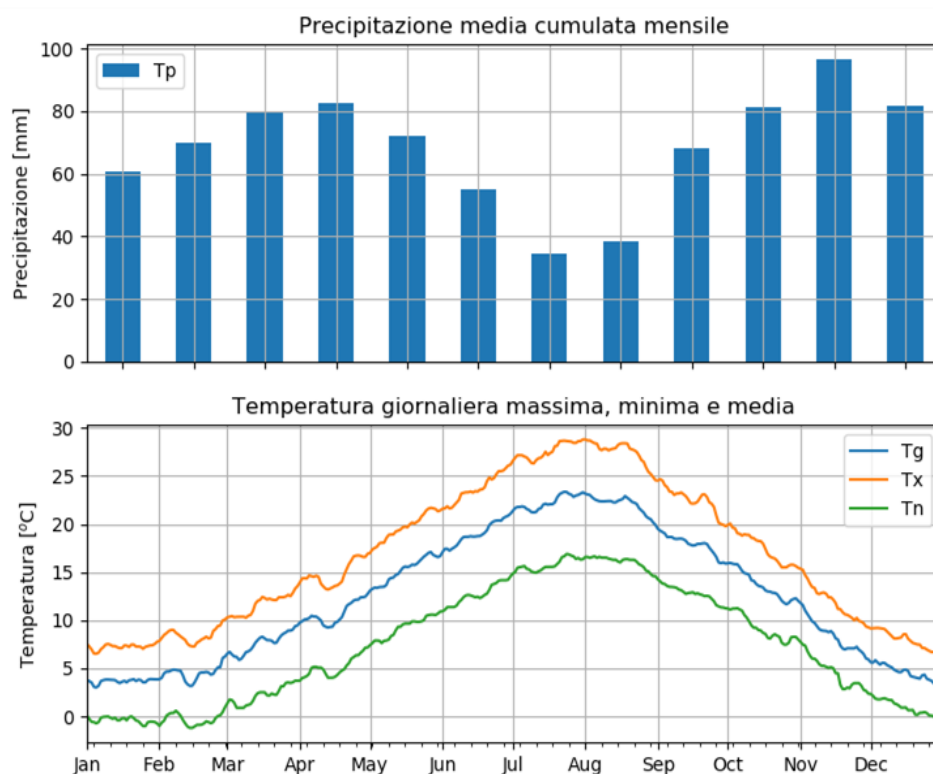 Precipitazione media cumulata mensile
Precipitazione [mm]
100
80
60
40
20
0
Tp
Temperatura giornaliera massima, minima e media
Temperatura [°C]
30
25
20
15
10
5
0
Tg
Tx
Tn
Jan Feb Mar Apr May Jun Jul Aug Sep Oct Nov Dec